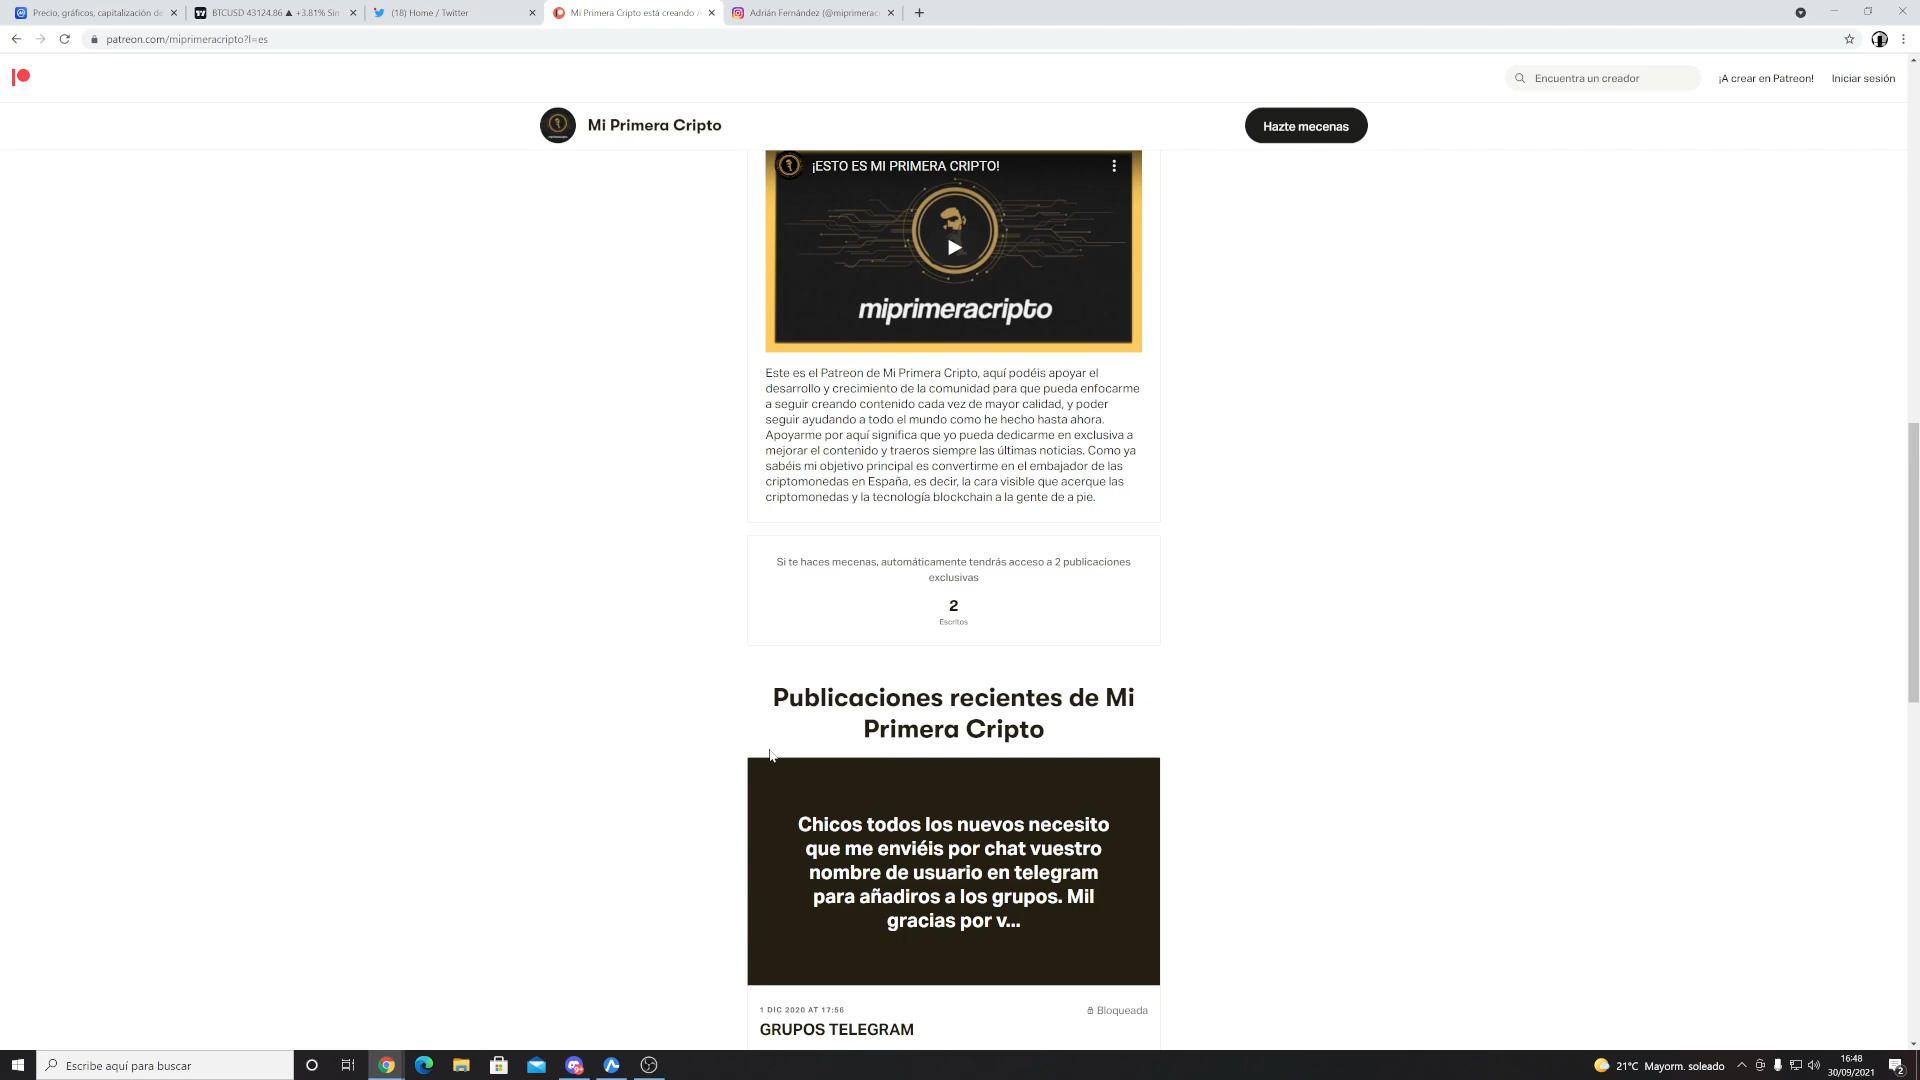 Precio, gráficos, capitalización de
BTCUSD 43124.86 ▲ +3.81% Sin
(18) Home / Twitter
Mi Primera Cripto está creando
Adrián Fernández (@miprimerac
patreon.com/miprimeracripto?l=es
Encuentra un creador
¡A crear en Patreon!
Iniciar sesión
Mi Primera Cripto
Hazte mecenas
¡ESTO ES MI PRIMERA CRIPTO!
miprimeracripto
Este es el Patreon de Mi Primera Cripto, aquí podéis apoyar el
desarrollo y crecimiento de la comunidad para que pueda enfocarme
a seguir creando contenido cada vez de mayor calidad, y poder
seguir ayudando a todo el mundo como he hecho hasta ahora.
Apoyarme por aquí significa que yo pueda dedicarme en exclusiva a
mejorar el contenido y traeros siempre las últimas noticias. Como ya
sabéis mi objetivo principal es convertirme en el embajador de las
criptomonedas en España, es decir, la cara visible que acerque las
criptomonedas y la tecnología blockchain a la gente de a pie.
Si te haces mecenas, automáticamente tendrás acceso a 2 publicaciones
exclusivas
2
Escritos
Publicaciones recientes de Mi
Primera Cripto
Chicos todos los nuevos necesito
que me enviéis por chat vuestro
nombre de usuario en telegram
para añadiros a los grupos. Mil
gracias por v...
1 DIC 2020 AT 17:56
Bloqueada
GRUPOS TELEGRAM
Escribe aquí para buscar
21°C Mayorm. soleado
16:48
30/09/2021
2